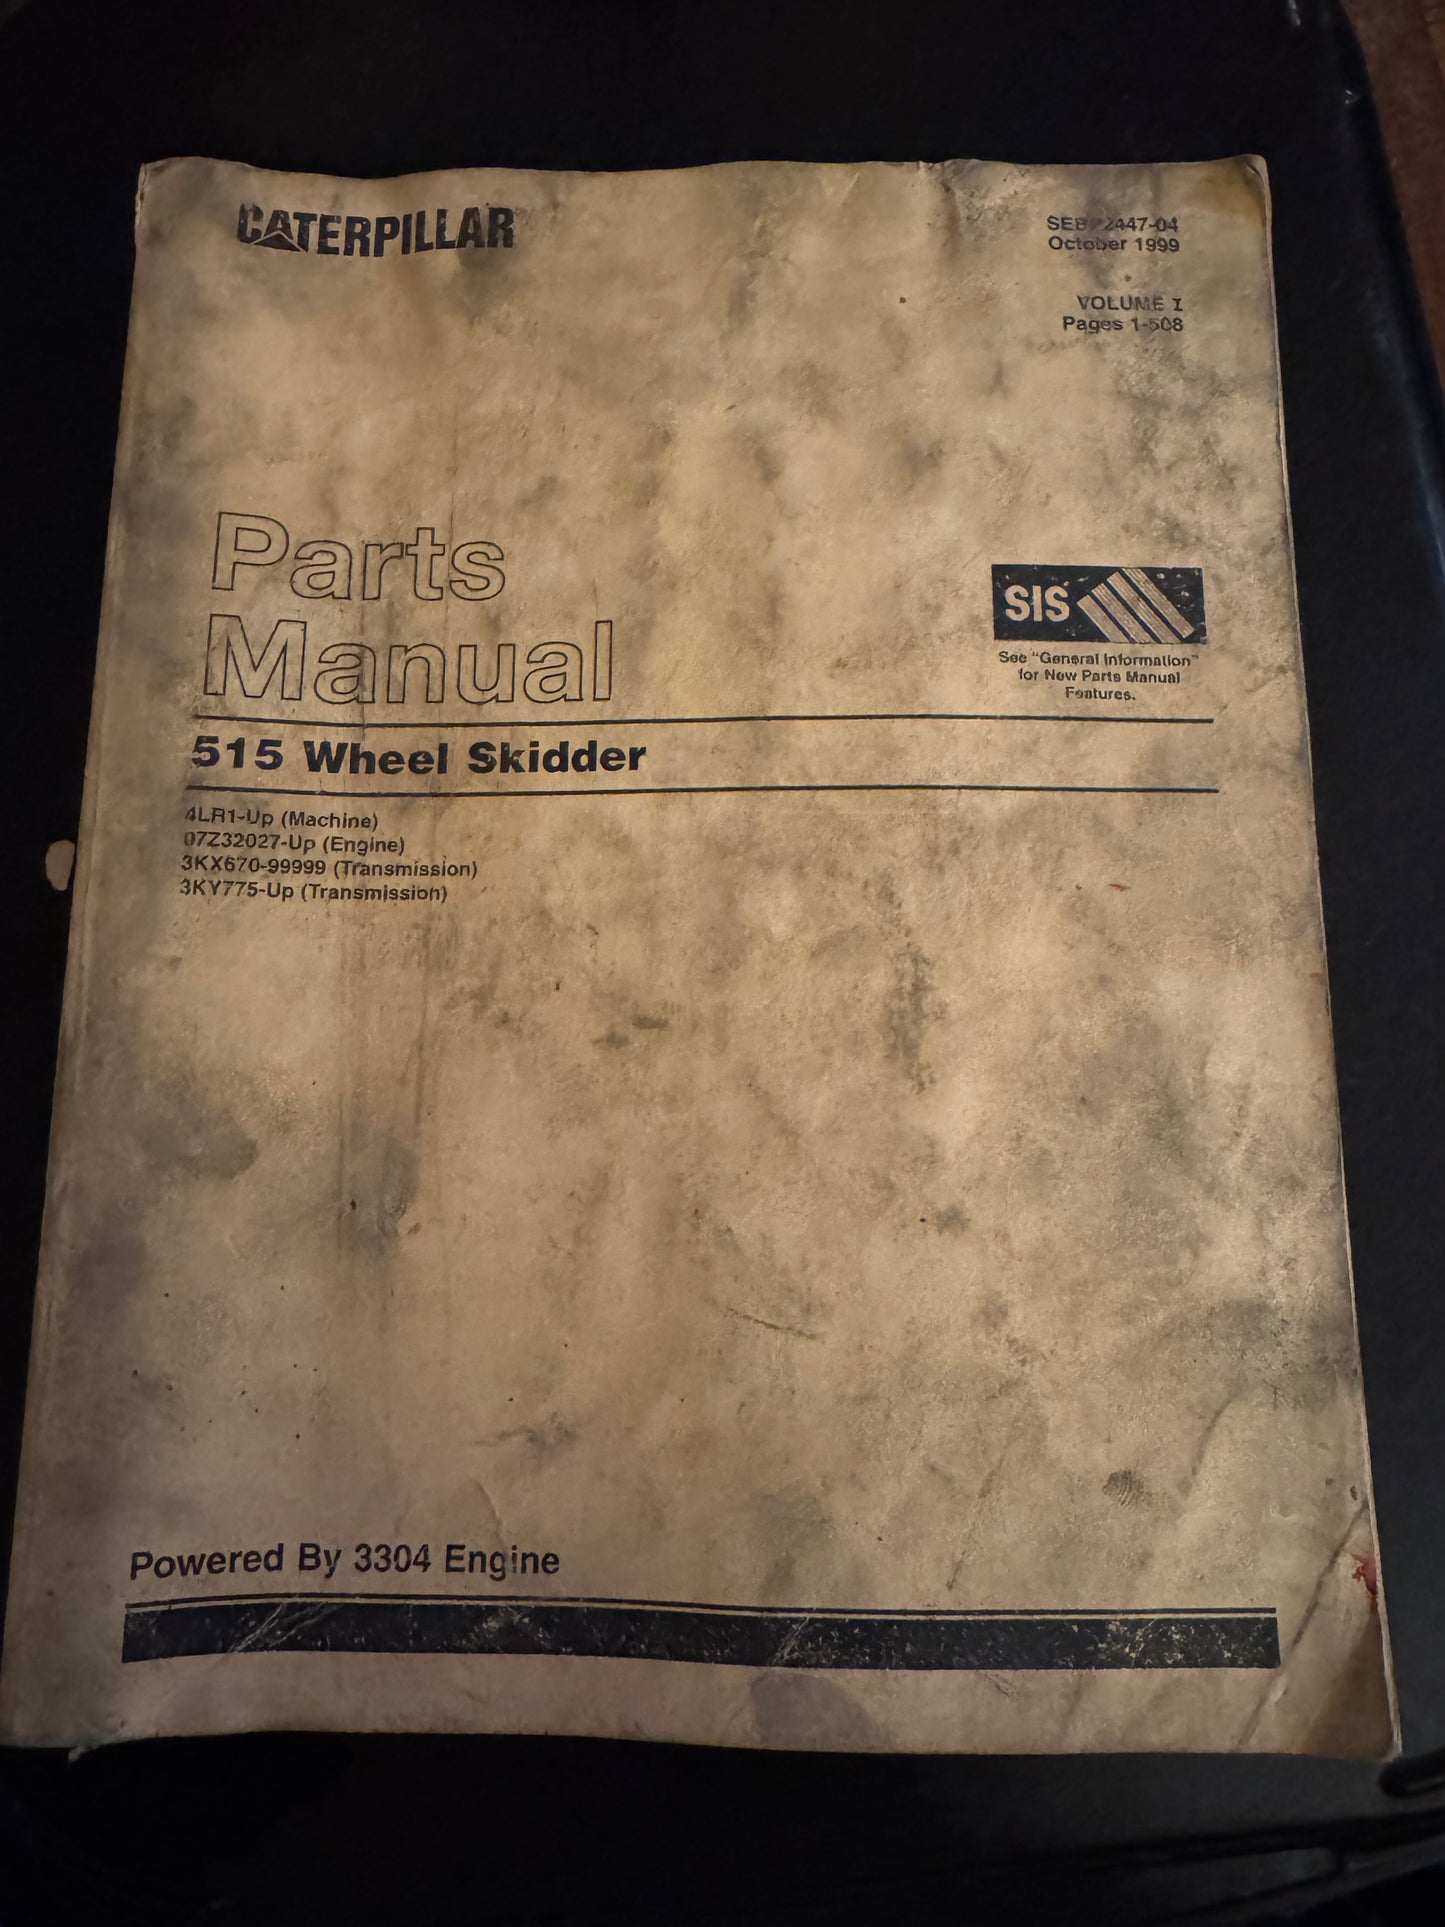 CATERPILLAR
SEBP2447-04
October 1999
VOLUME I
Pages 1-508
Parts
Manual
SIS
See "General Information"
for New Parts Manual
Features.
515 Wheel Skidder
4LR1-Up (Machine)
07Z32027-Up (Engine)
3KX670-99999 (Transmission)
3KY775-Up (Transmission)
Powered By 3304 Engine